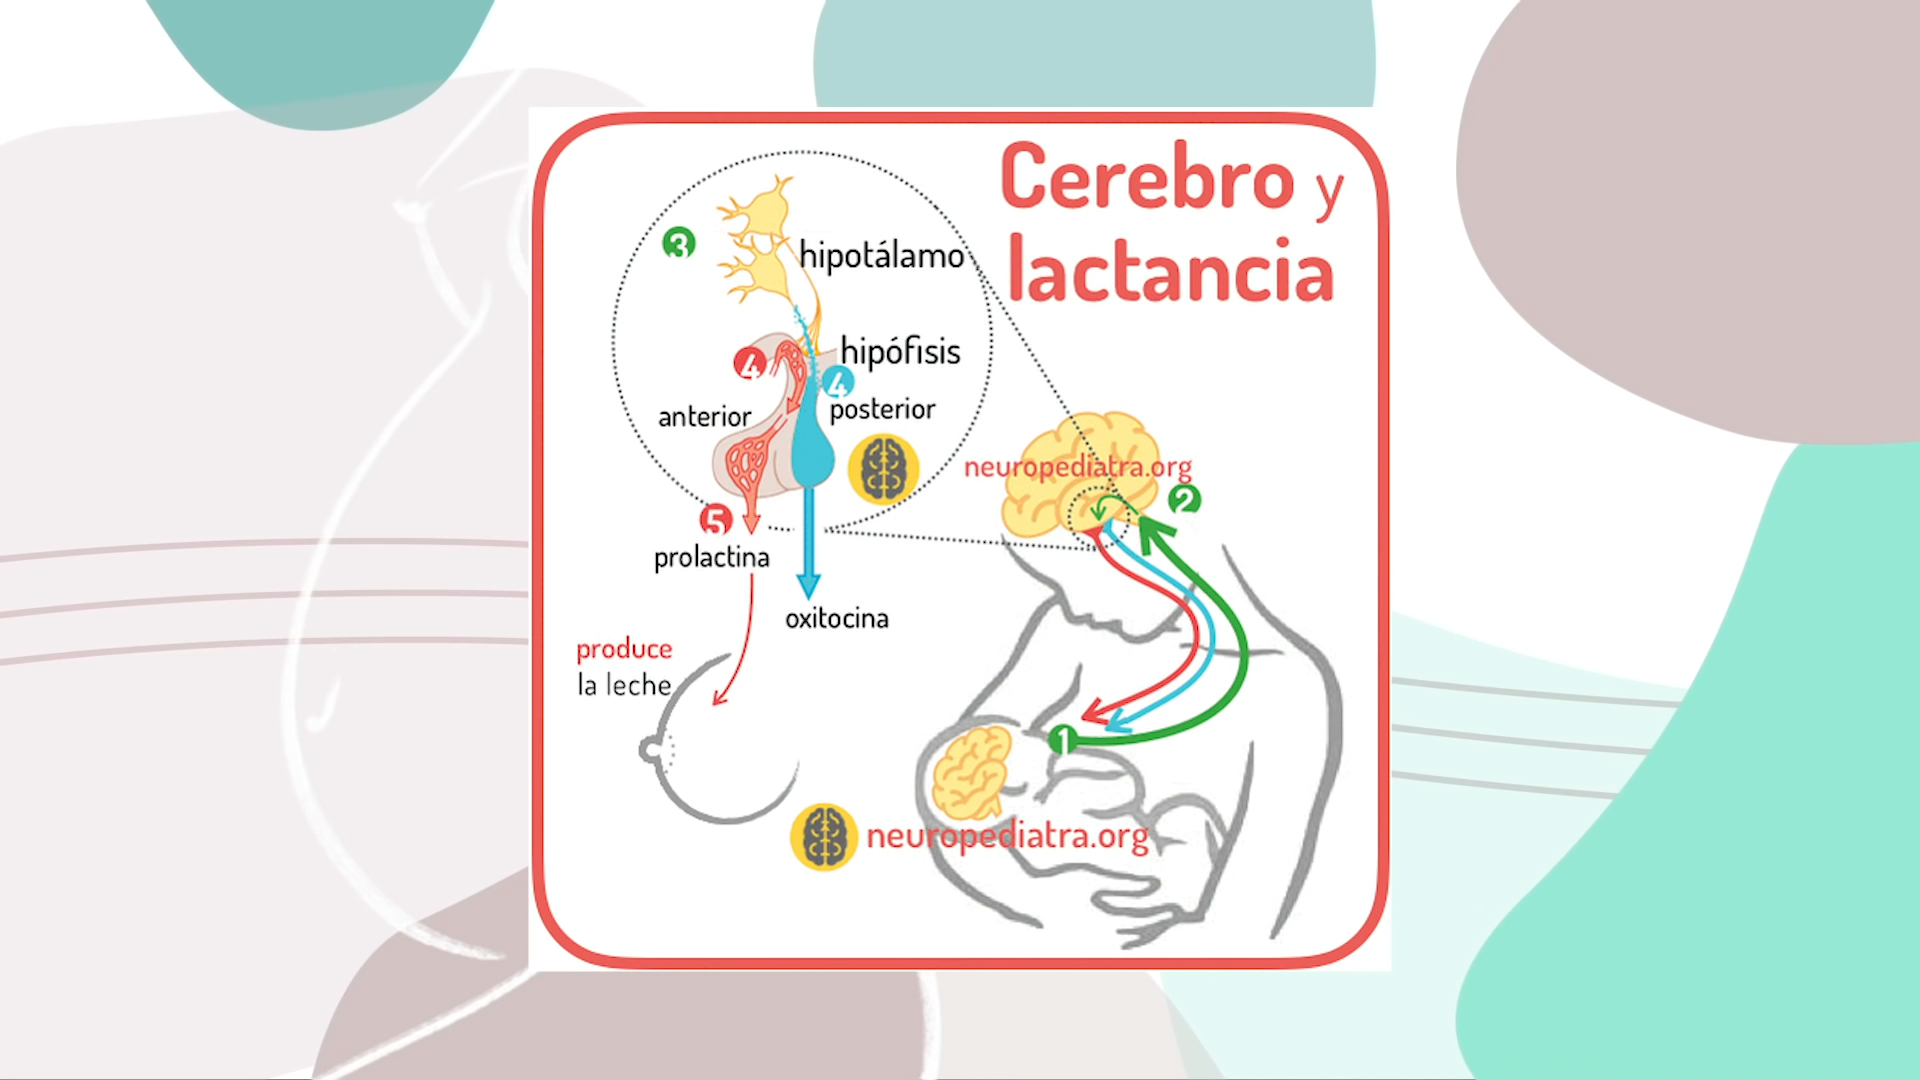 Cerebro y
lactancia
3
hipotálamo
hipófisis
4
4
anterior
posterior
neuropediatra.org
2
5
prolactina
oxitocina
produce
la leche
1
neuropediatra.org